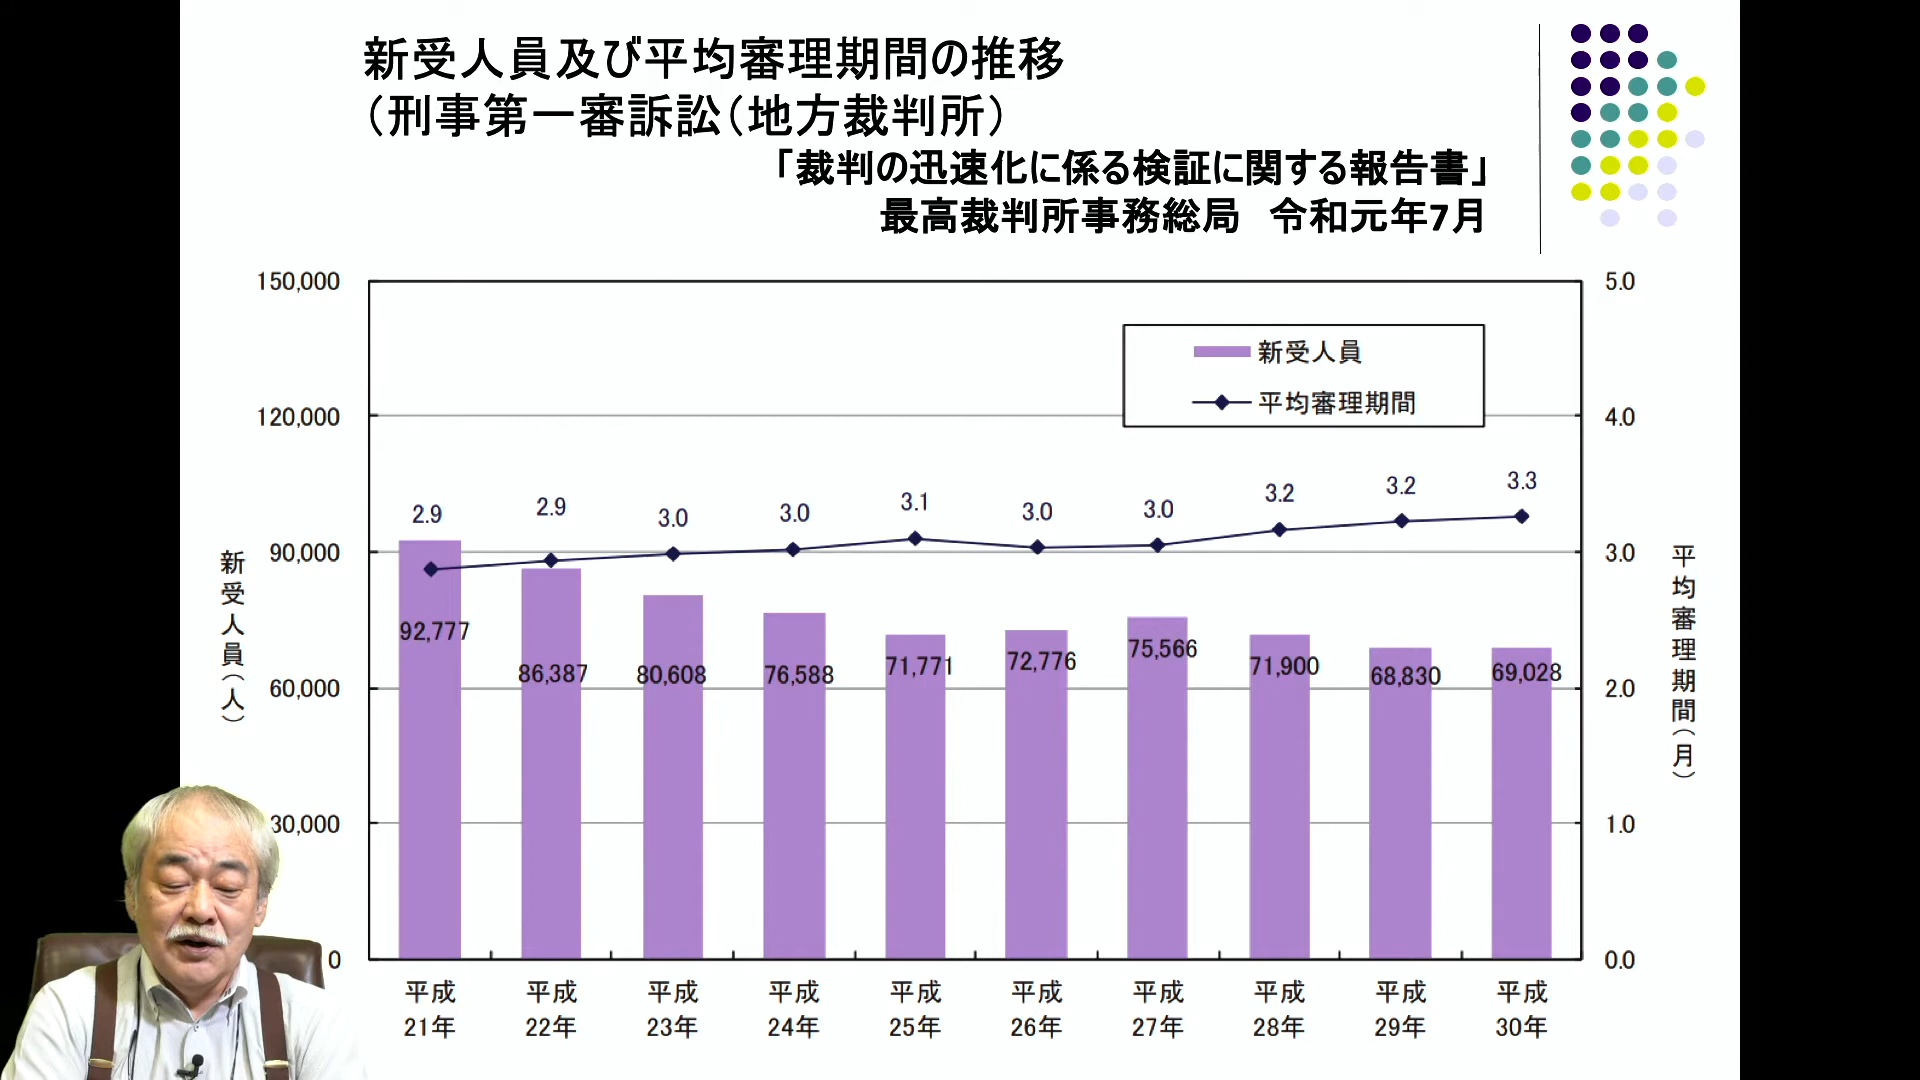 新受人員及び平均審理期間の推移
（刑事第一審訴訟（地方裁判所）
「裁判の迅速化に係る検証に関する報告書」
最高裁判所事務総局　令和元年7月
150,000
120,000
90,000
60,000
30,000
0
新受人員（人）
5.0
4.0
3.0
2.0
1.0
0.0
平均審理期間（月）
新受人員
平均審理期間
2.9
2.9
3.0
3.0
3.1
3.0
3.0
3.2
3.2
3.3
92,777
86,387
80,608
76,588
71,771
72,776
75,566
71,900
68,830
69,028
平成
21年
平成
22年
平成
23年
平成
24年
平成
25年
平成
26年
平成
27年
平成
28年
平成
29年
平成
30年